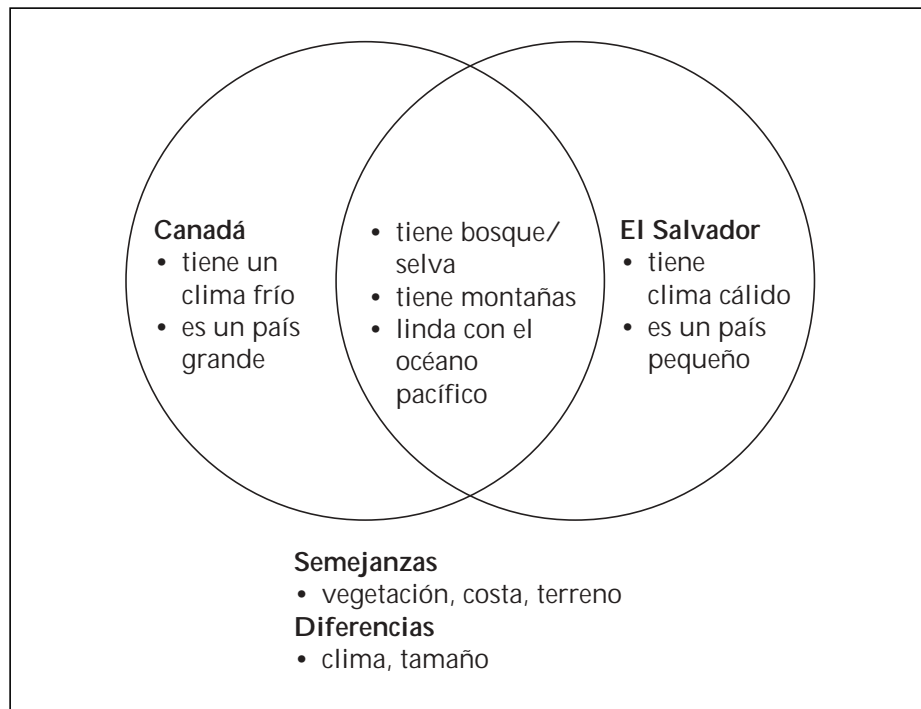 Canadá
• tiene un
clima frío
• es un país
grande
• tiene bosque/
selva
• tiene montañas
• linda con el
océano
pacífico
El Salvador
• tiene
clima cálido
• es un país
pequeño
Semejanzas
• vegetación, costa, terreno
Diferencias
• clima, tamaño